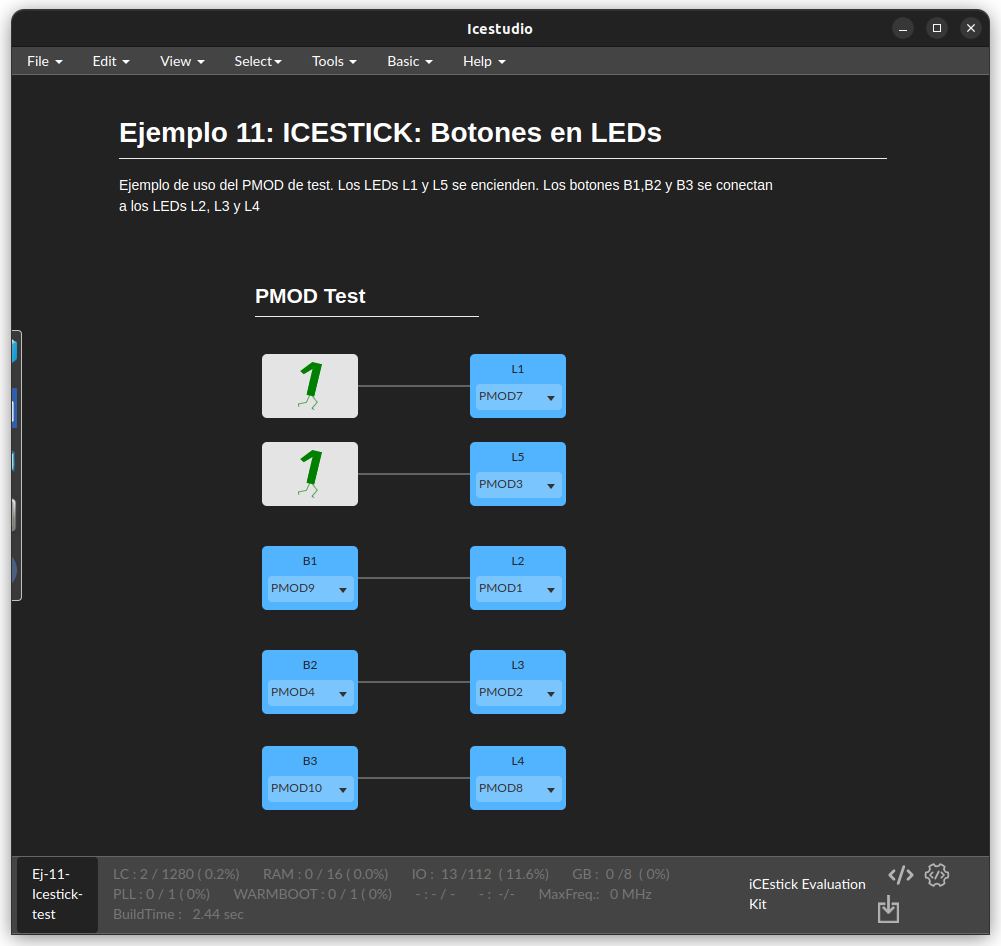 Icestudio
File Edit View Select Tools Basic Help
Ejemplo 11: ICESTICK: Botones en LEDs
Ejemplo de uso del PMOD de test. Los LEDs L1 y L5 se encienden. Los botones B1,B2 y B3 se conectan
a los LEDs L2, L3 y L4
PMOD Test
1
L1
PMOD7
1
L5
PMOD3
B1
PMOD9
L2
PMOD1
B2
PMOD4
L3
PMOD2
B3
PMOD10
L4
PMOD8
Ej-11-
Icestick-
test
LC : 2 / 1280 ( 0.2%) RAM : 0 / 16 ( 0.0%) IO : 13 /112 ( 11.6%) GB : 0 /8 ( 0%)
PLL : 0 / 1 ( 0%) WARMBOOT : 0 / 1 ( 0%) - : - / - - : -/- MaxFreq.: 0 MHz
BuildTime : 2.44 sec
iCEstick Evaluation
Kit